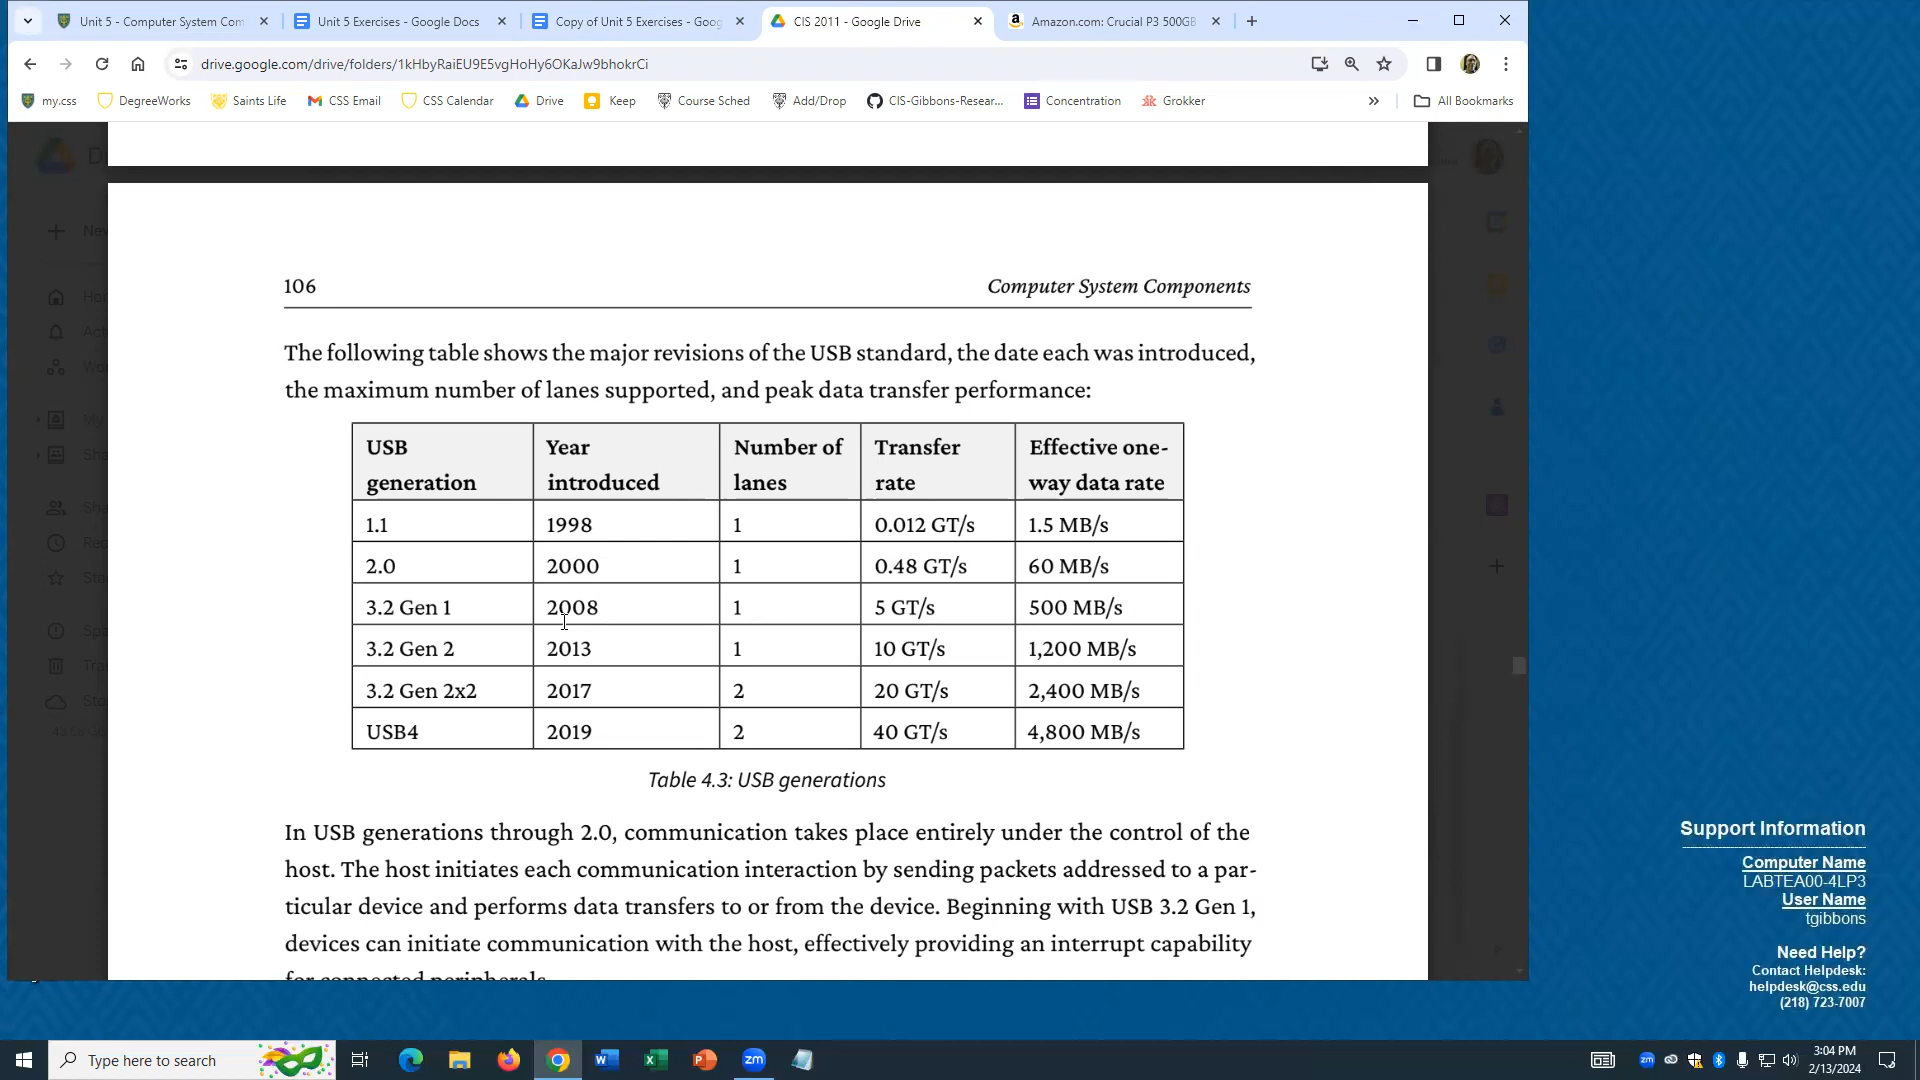 Unit 5 - Computer System Com
Unit 5 Exercises - Google Docs
Copy of Unit 5 Exercises - Goog
CIS 2011 - Google Drive
Amazon.com: Crucial P3 500GB
drive.google.com/drive/folders/1kHbyRaiEU9E5vgHoHy6OKaJw9bhokrCi
my.css
DegreeWorks
Saints Life
CSS Email
CSS Calendar
Drive
Keep
Course Sched
Add/Drop
CIS-Gibbons-Resear...
Concentration
Grokker
All Bookmarks
106
Computer System Components
The following table shows the major revisions of the USB standard, the date each was introduced,
the maximum number of lanes supported, and peak data transfer performance:
USB generation Year introduced Number of lanes Transfer rate Effective one-way data rate
1.1 1998 1 0.012 GT/s 1.5 MB/s
2.0 2000 1 0.48 GT/s 60 MB/s
3.2 Gen 1 2008 1 5 GT/s 500 MB/s
3.2 Gen 2 2013 1 10 GT/s 1,200 MB/s
3.2 Gen 2x2 2017 2 20 GT/s 2,400 MB/s
USB4 2019 2 40 GT/s 4,800 MB/s
Table 4.3: USB generations
In USB generations through 2.0, communication takes place entirely under the control of the
host. The host initiates each communication interaction by sending packets addressed to a par-
ticular device and performs data transfers to or from the device. Beginning with USB 3.2 Gen 1,
devices can initiate communication with the host, effectively providing an interrupt capability
for connected peripherals.
Support Information
Computer Name
LABTEA00-4LP3
User Name
tgibbons
Need Help?
Contact Helpdesk:
helpdesk@css.edu
(218) 723-7007
Type here to search
3:04 PM
2/13/2024